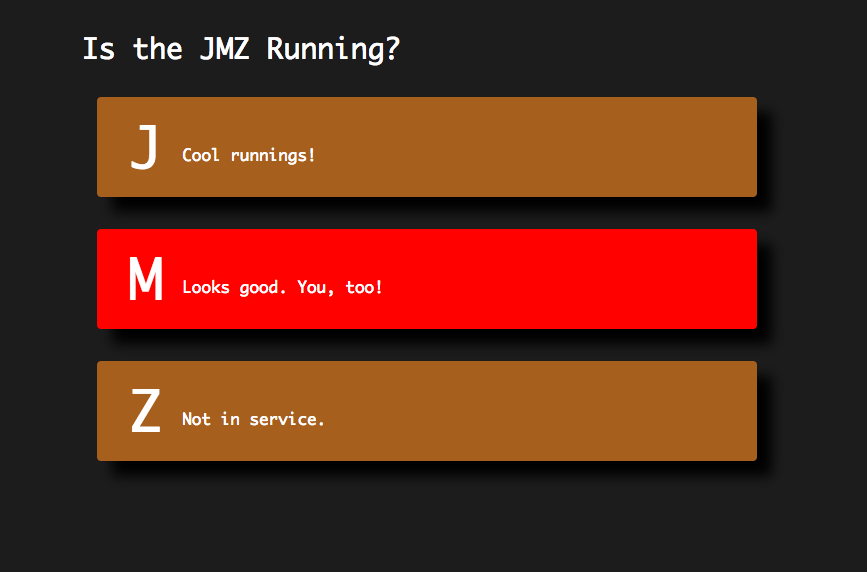 Is the JMZ Running?
J Cool runnings!
M Looks good. You, too!
Z Not in service.